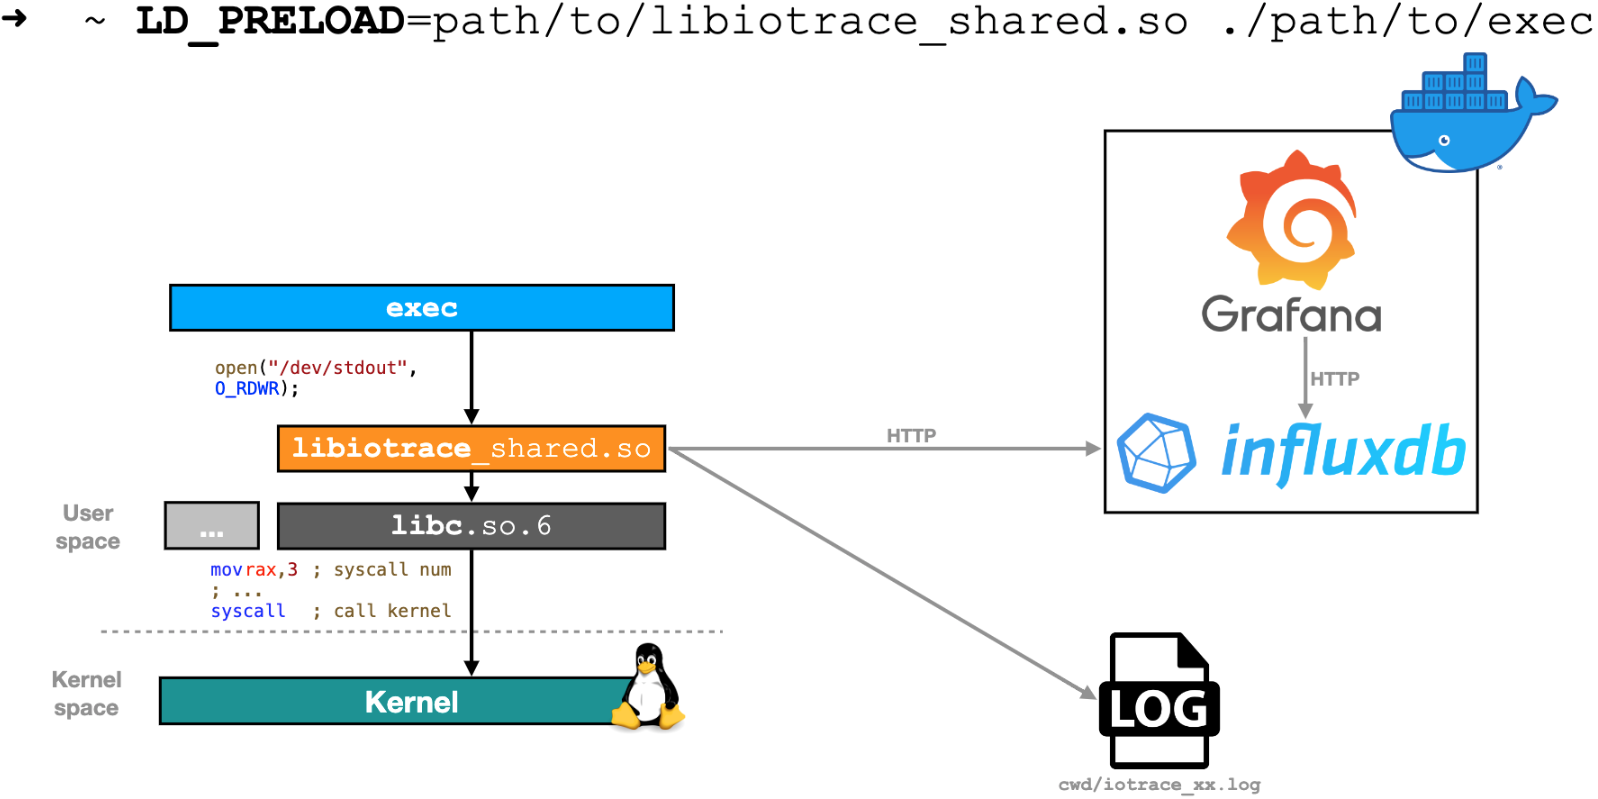 ➜ ~ LD_PRELOAD=path/to/libiotrace_shared.so ./path/to/exec
Grafana
HTTP
influxdb
exec
open("/dev/stdout",
O_RDWR);
libiotrace_shared.so
HTTP
User
space
...
libc.so.6
mov rax,3 ; syscall num
; ...
syscall ; call kernel
Kernel
space
Kernel
LOG
cwd/iotrace_xx.log